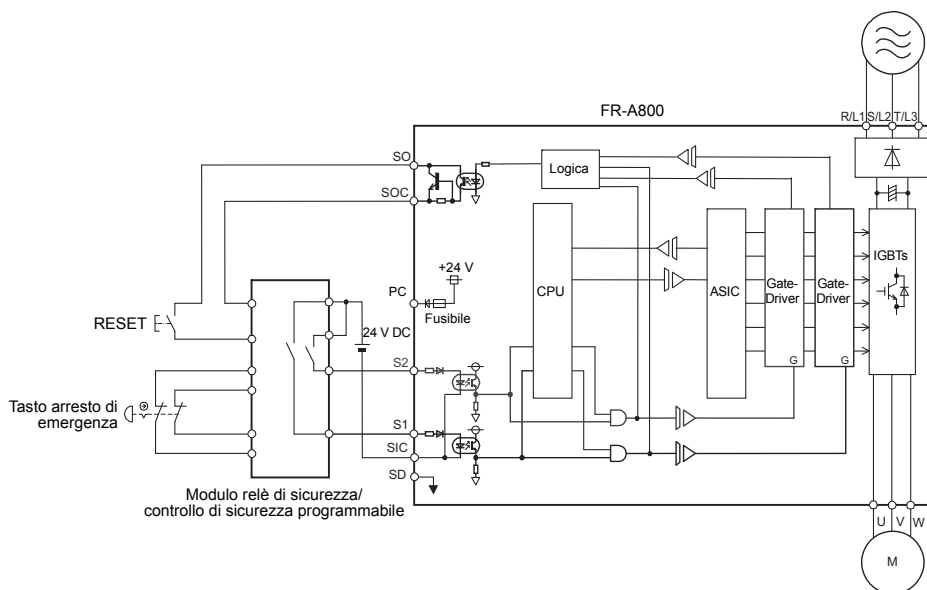 FR-A800
R/L1 S/L2 T/L3
SO
SOC
Logica
+24 V
PC
Fusibile
CPU
ASIC
Gate-
Driver
Gate-
Driver
IGBTs
RESET
24 V DC
S2
G
G
Tasto arresto di
emergenza
S1
SIC
SD
Modulo relè di sicurezza/
controllo di sicurezza programmabile
U
V
W
M